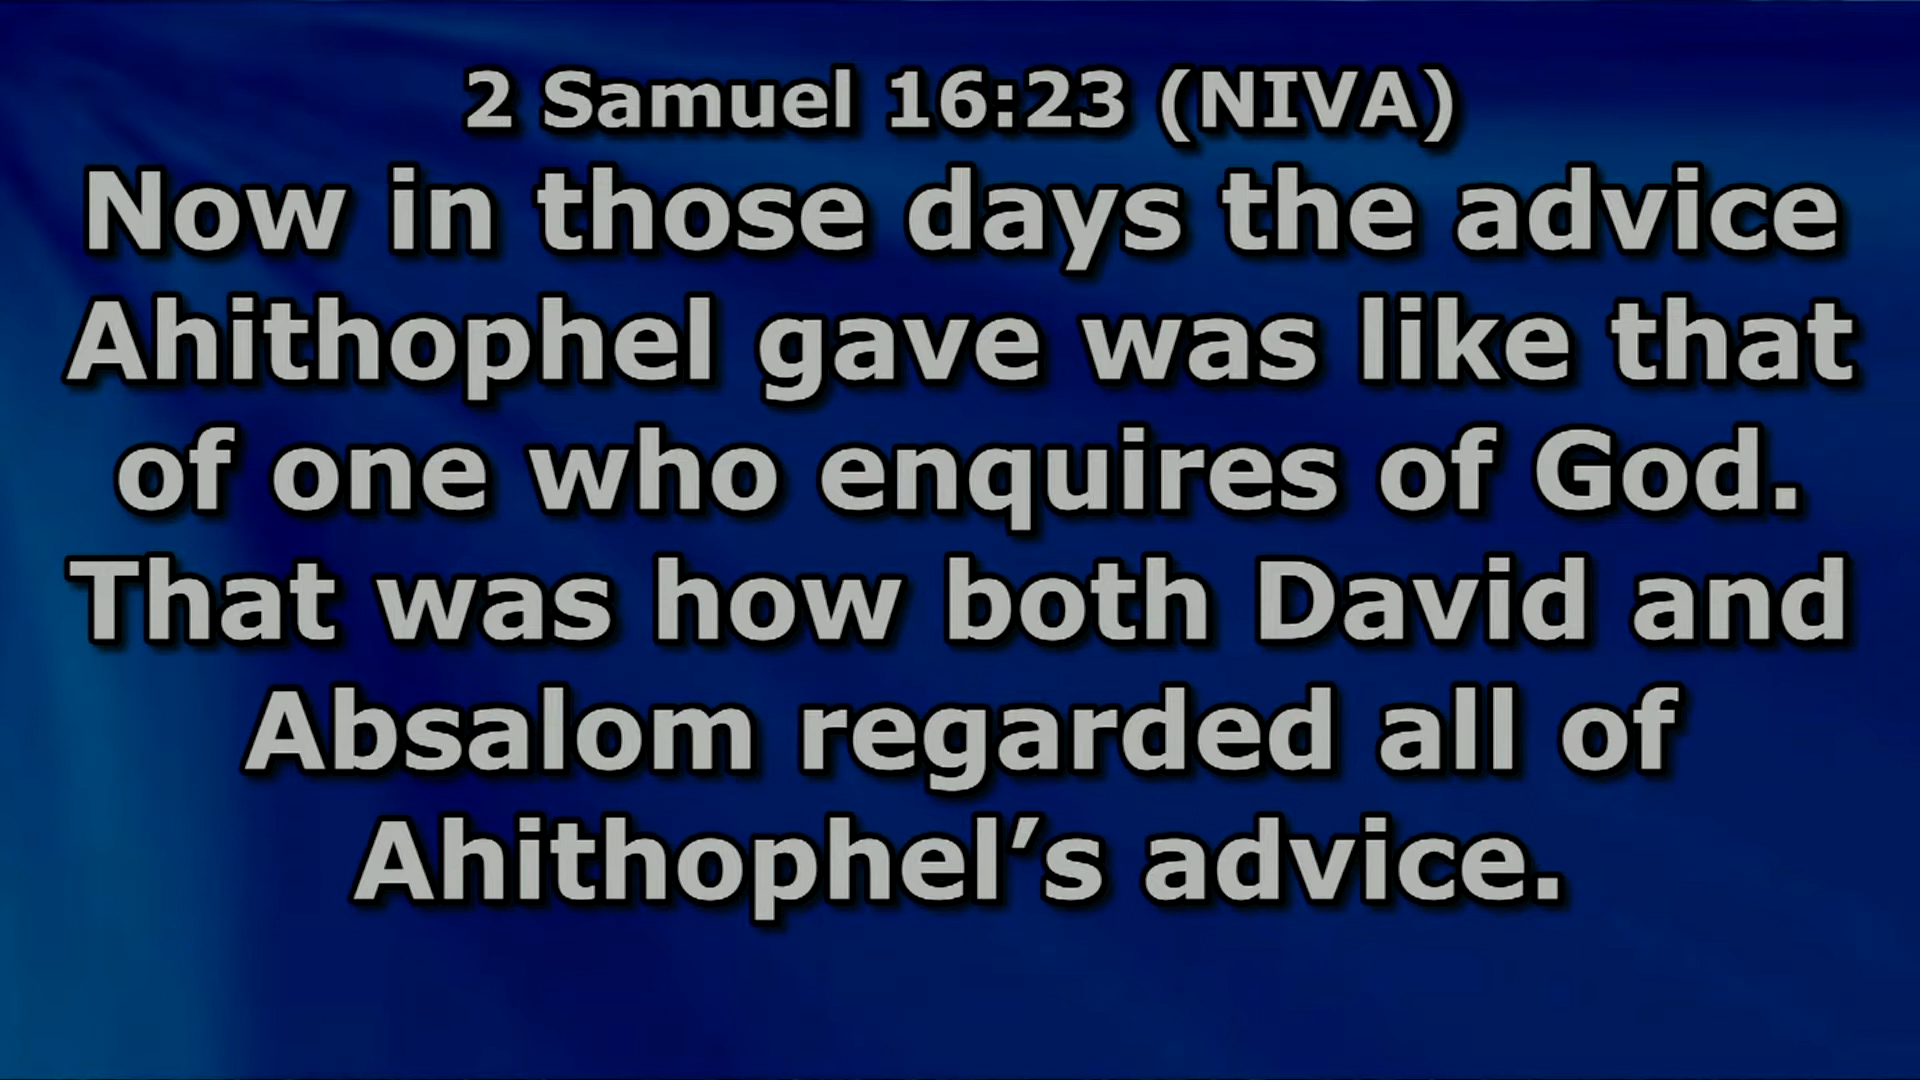 2 Samuel 16:23 (NIVA)
Now in those days the advice
Ahithophel gave was like that
of one who enquires of God.
That was how both David and
Absalom regarded all of
Ahithophel’s advice.